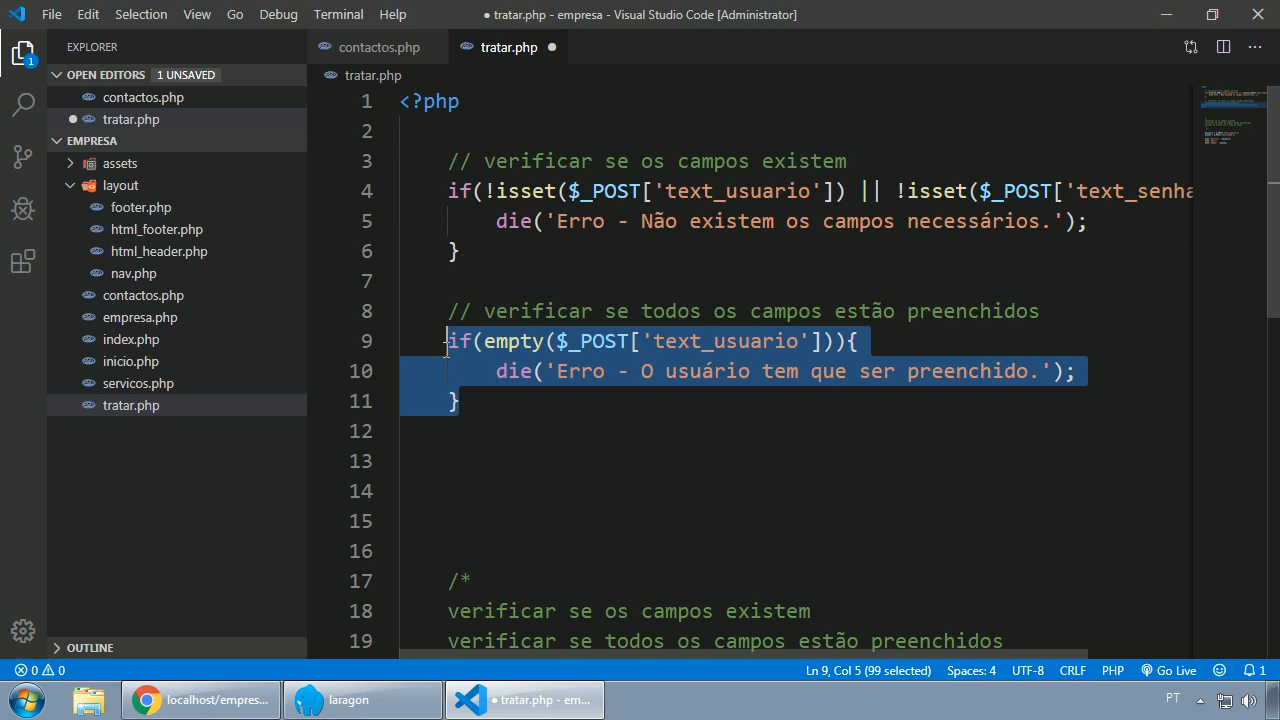 File Edit Selection View Go Debug Terminal Help
● tratar.php - empresa - Visual Studio Code [Administrator]
EXPLORER
OPEN EDITORS 1 UNSAVED
contactos.php
tratar.php
EMPRESA
assets
layout
footer.php
html_footer.php
html_header.php
nav.php
contactos.php
empresa.php
index.php
inicio.php
servicos.php
tratar.php
OUTLINE
1
contactos.php
tratar.php ●
tratar.php
1 <?php
2
3 // verificar se os campos existem
4 if(!isset($_POST['text_usuario']) || !isset($_POST['text_senha
5 die('Erro - Não existem os campos necessários.');
6 }
7
8 // verificar se todos os campos estão preenchidos
9 if(empty($_POST['text_usuario'])){
10 die('Erro - O usuário tem que ser preenchido.');
11 }
12
13
14
15
16
17 /*
18 verificar se os campos existem
19 verificar se todos os campos estão preenchidos
0 0 Ln 9, Col 5 (99 selected) Spaces: 4 UTF-8 CRLF PHP Go Live 1
localhost/empres... laragon ● tratar.php - em... PT